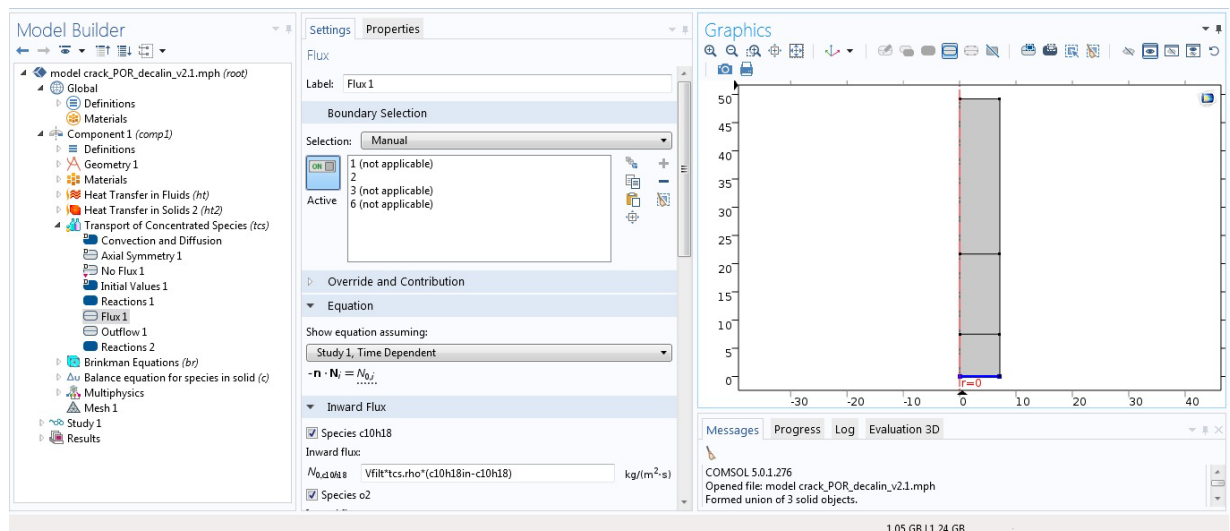 Model Builder
model crack_POR_decalin_v2.1.mph (root)
Global
Definitions
Materials
Component 1 (comp1)
Definitions
Geometry 1
Materials
Heat Transfer in Fluids (ht)
Heat Transfer in Solids 2 (ht2)
Transport of Concentrated Species (tcs)
Convection and Diffusion
Axial Symmetry 1
No Flux 1
Initial Values 1
Reactions 1
Flux 1
Outflow 1
Reactions 2
Brinkman Equations (br)
Balance equation for species in solid (c)
Multiphysics
Mesh 1
Study 1
Results
Settings Properties
Flux
Label: Flux 1
Boundary Selection
Selection: Manual
ON
Active
1 (not applicable)
2
3 (not applicable)
6 (not applicable)
Override and Contribution
Equation
Show equation assuming:
Study 1, Time Dependent
-n · Nᵢ = N₀,ᵢ
Inward Flux
Species c10h18
Inward flux:
N₀,c10h18 Vfilt*tcs.rho*(c10h18in-c10h18) kg/(m²·s)
Species o2
Graphics
50
45
40
35
30
25
20
15
10
5
0
r=0
-30 -20 -10 0 10 20 30 40
Messages Progress Log Evaluation 3D
COMSOL 5.0.1.276
Opened file: model crack_POR_decalin_v2.1.mph
Formed union of 3 solid objects.
1.05 GB | 1.24 GB